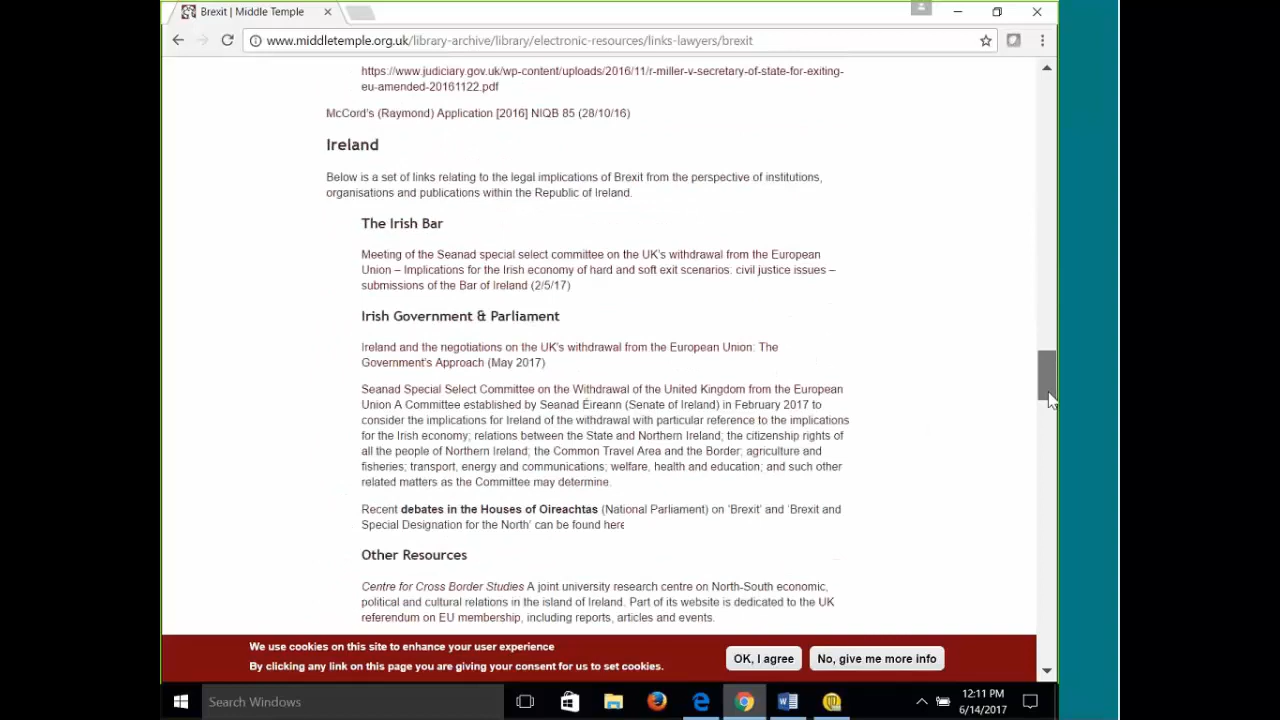 Brexit | Middle Temple
www.middletemple.org.uk/library-archive/library/electronic-resources/links-lawyers/brexit
https://www.judiciary.gov.uk/wp-content/uploads/2016/11/r-miller-v-secretary-of-state-for-exiting-
eu-amended-20161122.pdf
McCord's (Raymond) Application [2016] NIQB 85 (28/10/16)
Ireland
Below is a set of links relating to the legal implications of Brexit from the perspective of institutions,
organisations and publications within the Republic of Ireland.
The Irish Bar
Meeting of the Seanad special select committee on the UK's withdrawal from the European
Union – Implications for the Irish economy of hard and soft exit scenarios: civil justice issues –
submissions of the Bar of Ireland (2/5/17)
Irish Government & Parliament
Ireland and the negotiations on the UK's withdrawal from the European Union: The
Government's Approach (May 2017)
Seanad Special Select Committee on the Withdrawal of the United Kingdom from the European
Union A Committee established by Seanad Éireann (Senate of Ireland) in February 2017 to
consider the implications for Ireland of the withdrawal with particular reference to the implications
for the Irish economy; relations between the State and Northern Ireland; the citizenship rights of
all the people of Northern Ireland; the Common Travel Area and the Border; agriculture and
fisheries; transport, energy and communications; welfare, health and education; and such other
related matters as the Committee may determine.
Recent debates in the Houses of Oireachtas (National Parliament) on 'Brexit' and 'Brexit and
Special Designation for the North' can be found here
Other Resources
Centre for Cross Border Studies A joint university research centre on North-South economic,
political and cultural relations in the island of Ireland. Part of its website is dedicated to the UK
referendum on EU membership, including reports, articles and events.
We use cookies on this site to enhance your user experience
By clicking any link on this page you are giving your consent for us to set cookies.
OK, I agree
No, give me more info
Search Windows
12:11 PM
6/14/2017